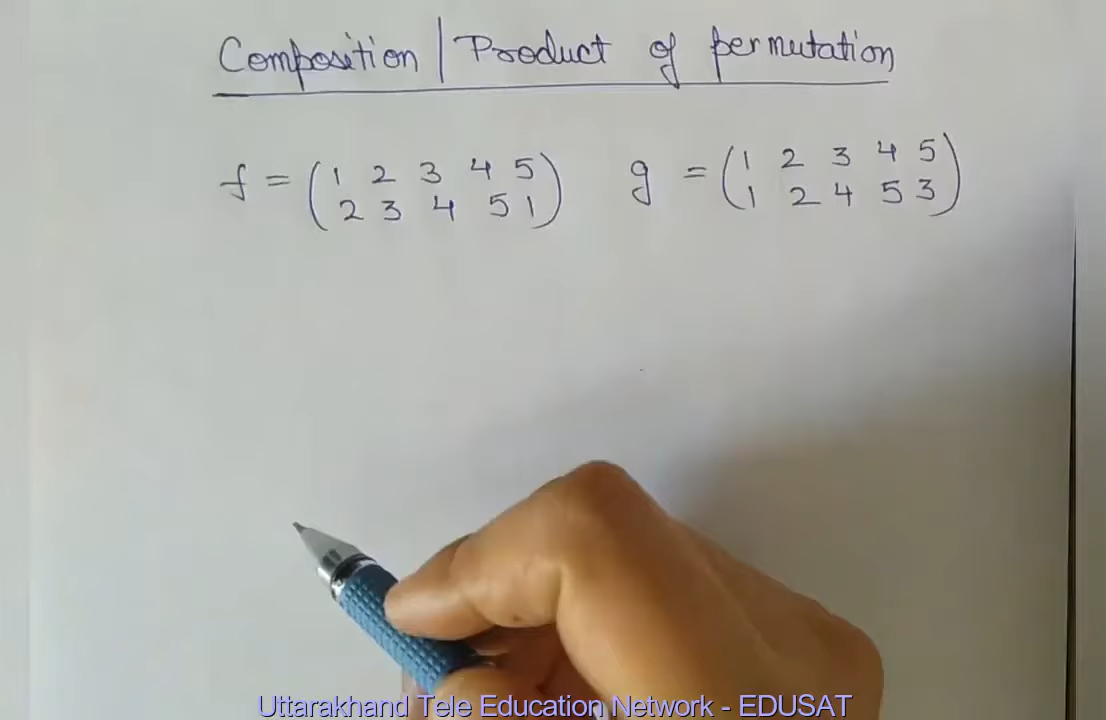 Composition | Product of permutation
f = (1 2 3 4 5 g = (1 2 3 4 5
2 3 4 5 1) 1 2 4 5 3)
Uttarakhand Tele Education Network - EDUSAT